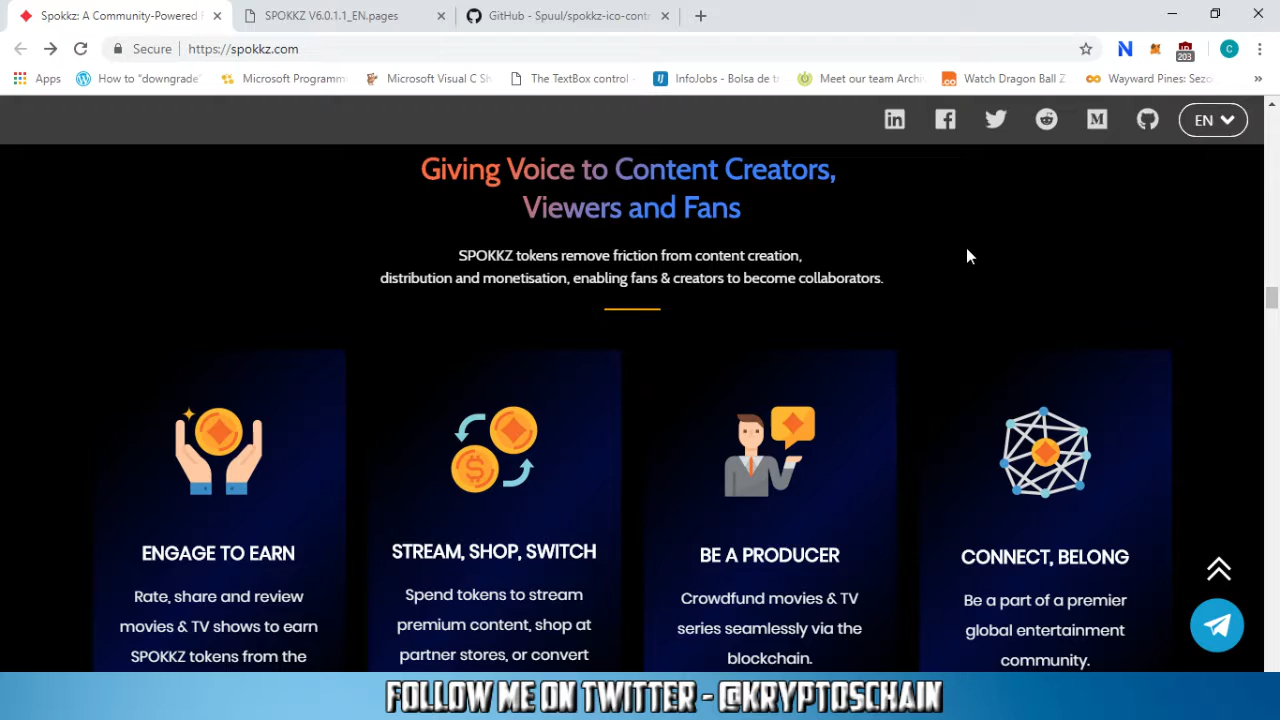 Spokkz: A Community-Powered F
SPOKKZ V6.0.1.1_EN.pages
GitHub - Spuul/spokkz-ico-contr
Secure
https://spokkz.com
203
C
Apps
How to "downgrade"
Microsoft Programm
Microsoft Visual C Sh
The TextBox control -
InfoJobs - Bolsa de tr
Meet our team Archi
Watch Dragon Ball Z
Wayward Pines: Sezo
EN
Giving Voice to Content Creators,
Viewers and Fans
SPOKKZ tokens remove friction from content creation,
distribution and monetisation, enabling fans & creators to become collaborators.
ENGAGE TO EARN
Rate, share and review
movies & TV shows to earn
SPOKKZ tokens from the
STREAM, SHOP, SWITCH
Spend tokens to stream
premium content, shop at
partner stores, or convert
BE A PRODUCER
Crowdfund movies & TV
series seamlessly via the
blockchain.
CONNECT, BELONG
Be a part of a premier
global entertainment
community.
FOLLOW ME ON TWITTER - @KRYPTOSCHAIN